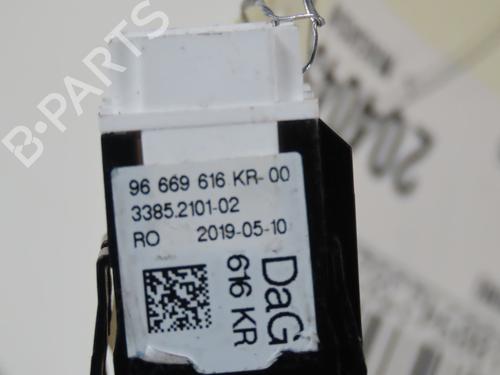 96 669 616 KR-00
3385.2101-02
RO 2019-05-10
DaG
616 KR
B-PARTS